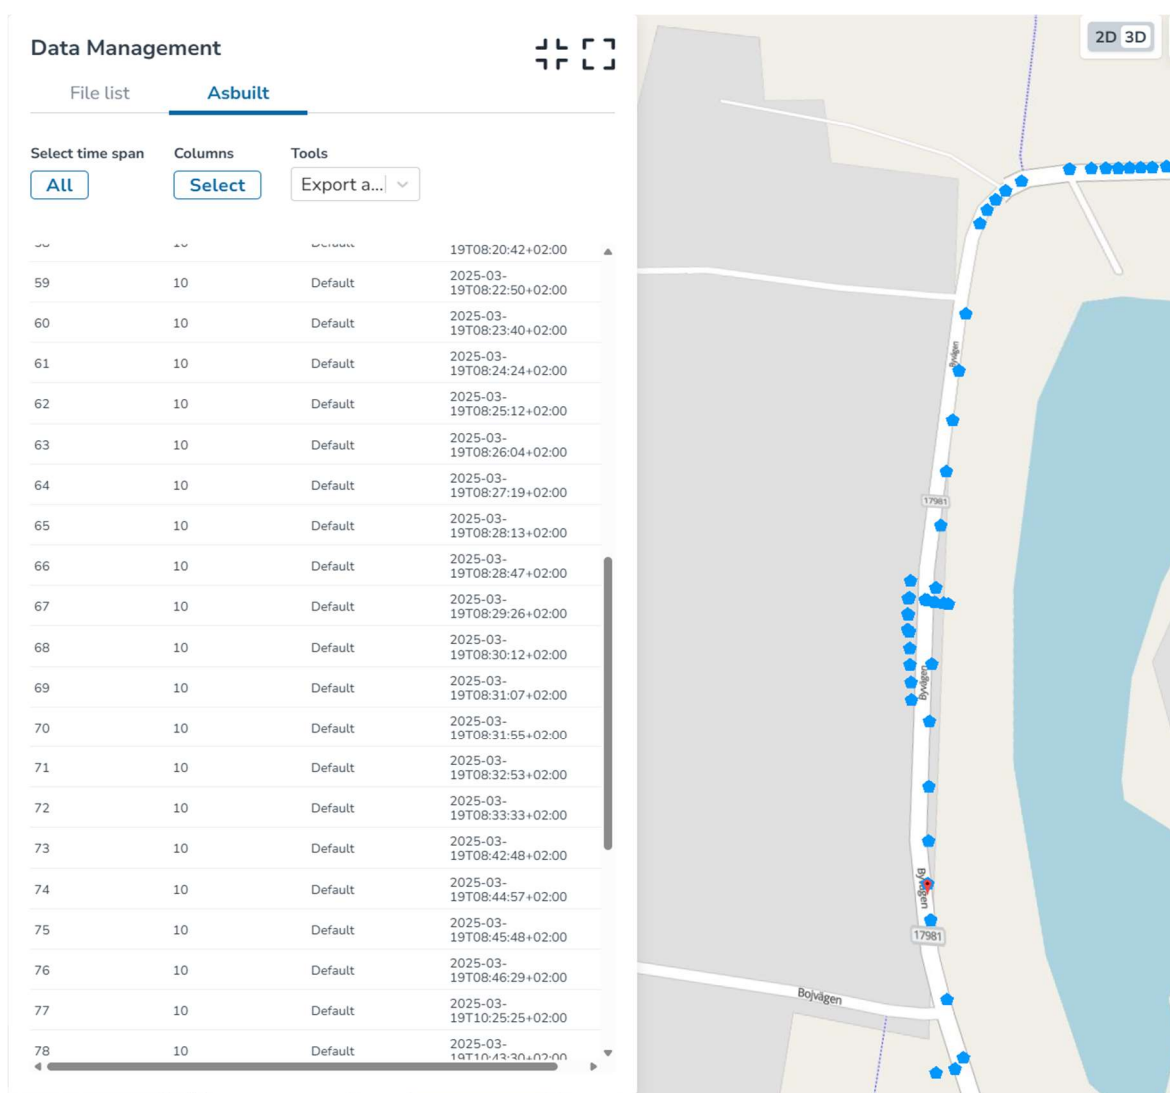 Data Management
File list
Asbuilt
Select time span
Columns
Tools
All
Select
Export a...
19T08:20:42+02:00
59 10 Default 2025-03-
19T08:22:50+02:00
60 10 Default 2025-03-
19T08:23:40+02:00
61 10 Default 2025-03-
19T08:24:24+02:00
62 10 Default 2025-03-
19T08:25:12+02:00
63 10 Default 2025-03-
19T08:26:04+02:00
64 10 Default 2025-03-
19T08:27:19+02:00
65 10 Default 2025-03-
19T08:28:13+02:00
66 10 Default 2025-03-
19T08:28:47+02:00
67 10 Default 2025-03-
19T08:29:26+02:00
68 10 Default 2025-03-
19T08:30:12+02:00
69 10 Default 2025-03-
19T08:31:07+02:00
70 10 Default 2025-03-
19T08:31:55+02:00
71 10 Default 2025-03-
19T08:32:53+02:00
72 10 Default 2025-03-
19T08:33:33+02:00
73 10 Default 2025-03-
19T08:42:48+02:00
74 10 Default 2025-03-
19T08:44:57+02:00
75 10 Default 2025-03-
19T08:45:48+02:00
76 10 Default 2025-03-
19T08:46:29+02:00
77 10 Default 2025-03-
19T10:25:25+02:00
78 10 Default 2025-03-
19T10:43:30+02:00
2D 3D
Byvägen
17981
Byvägen
Byvägen
17981
Bojvägen